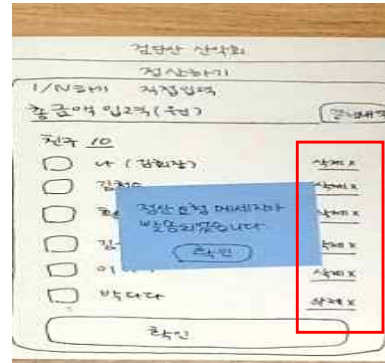 검단산 산악회
정산하기
1/N하기 직접입력
총금액 입력(원)
친구 10
나 (김회장) 삭제 x
삭제 x
삭제 x
정산 요청 메세지가
발송되었습니다.
삭제 x
확인
삭제 x
박다다 삭제 x
확인